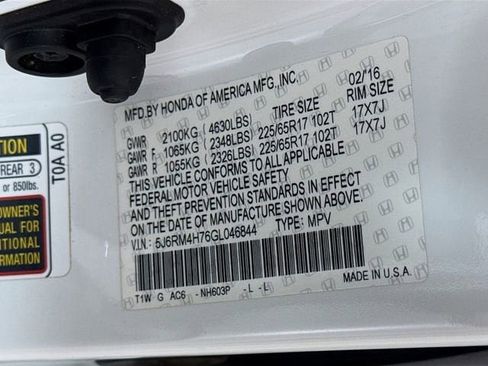 MFD.BY HONDA OF AMERICA MFG.,INC. 02/16
TIRE SIZE RIM SIZE
GVWR 2100KG (4630LBS)
GAWR F 1065KG (2348LBS) 225/65R17 102T 17X7J
GAWR R 1055KG (2326LBS) 225/65R17 102T 17X7J
THIS VEHICLE CONFORMS TO ALL APPLICABLE
FEDERAL MOTOR VEHICLE SAFETY
AND THEFT PREVENTION STANDARDS IN EFFECT
ON THE DATE OF MANUFACTURE SHOWN ABOVE.
V.I.N.: 5J6RM4H76GL046844 TYPE: MPV
T1W G AC6 - NH603P - L - L
MADE IN U.S.A.
T0A A0
TION
REAR 3
or 850lbs.
OWNER'S
UAL FOR
DITIONAL
ORMATION